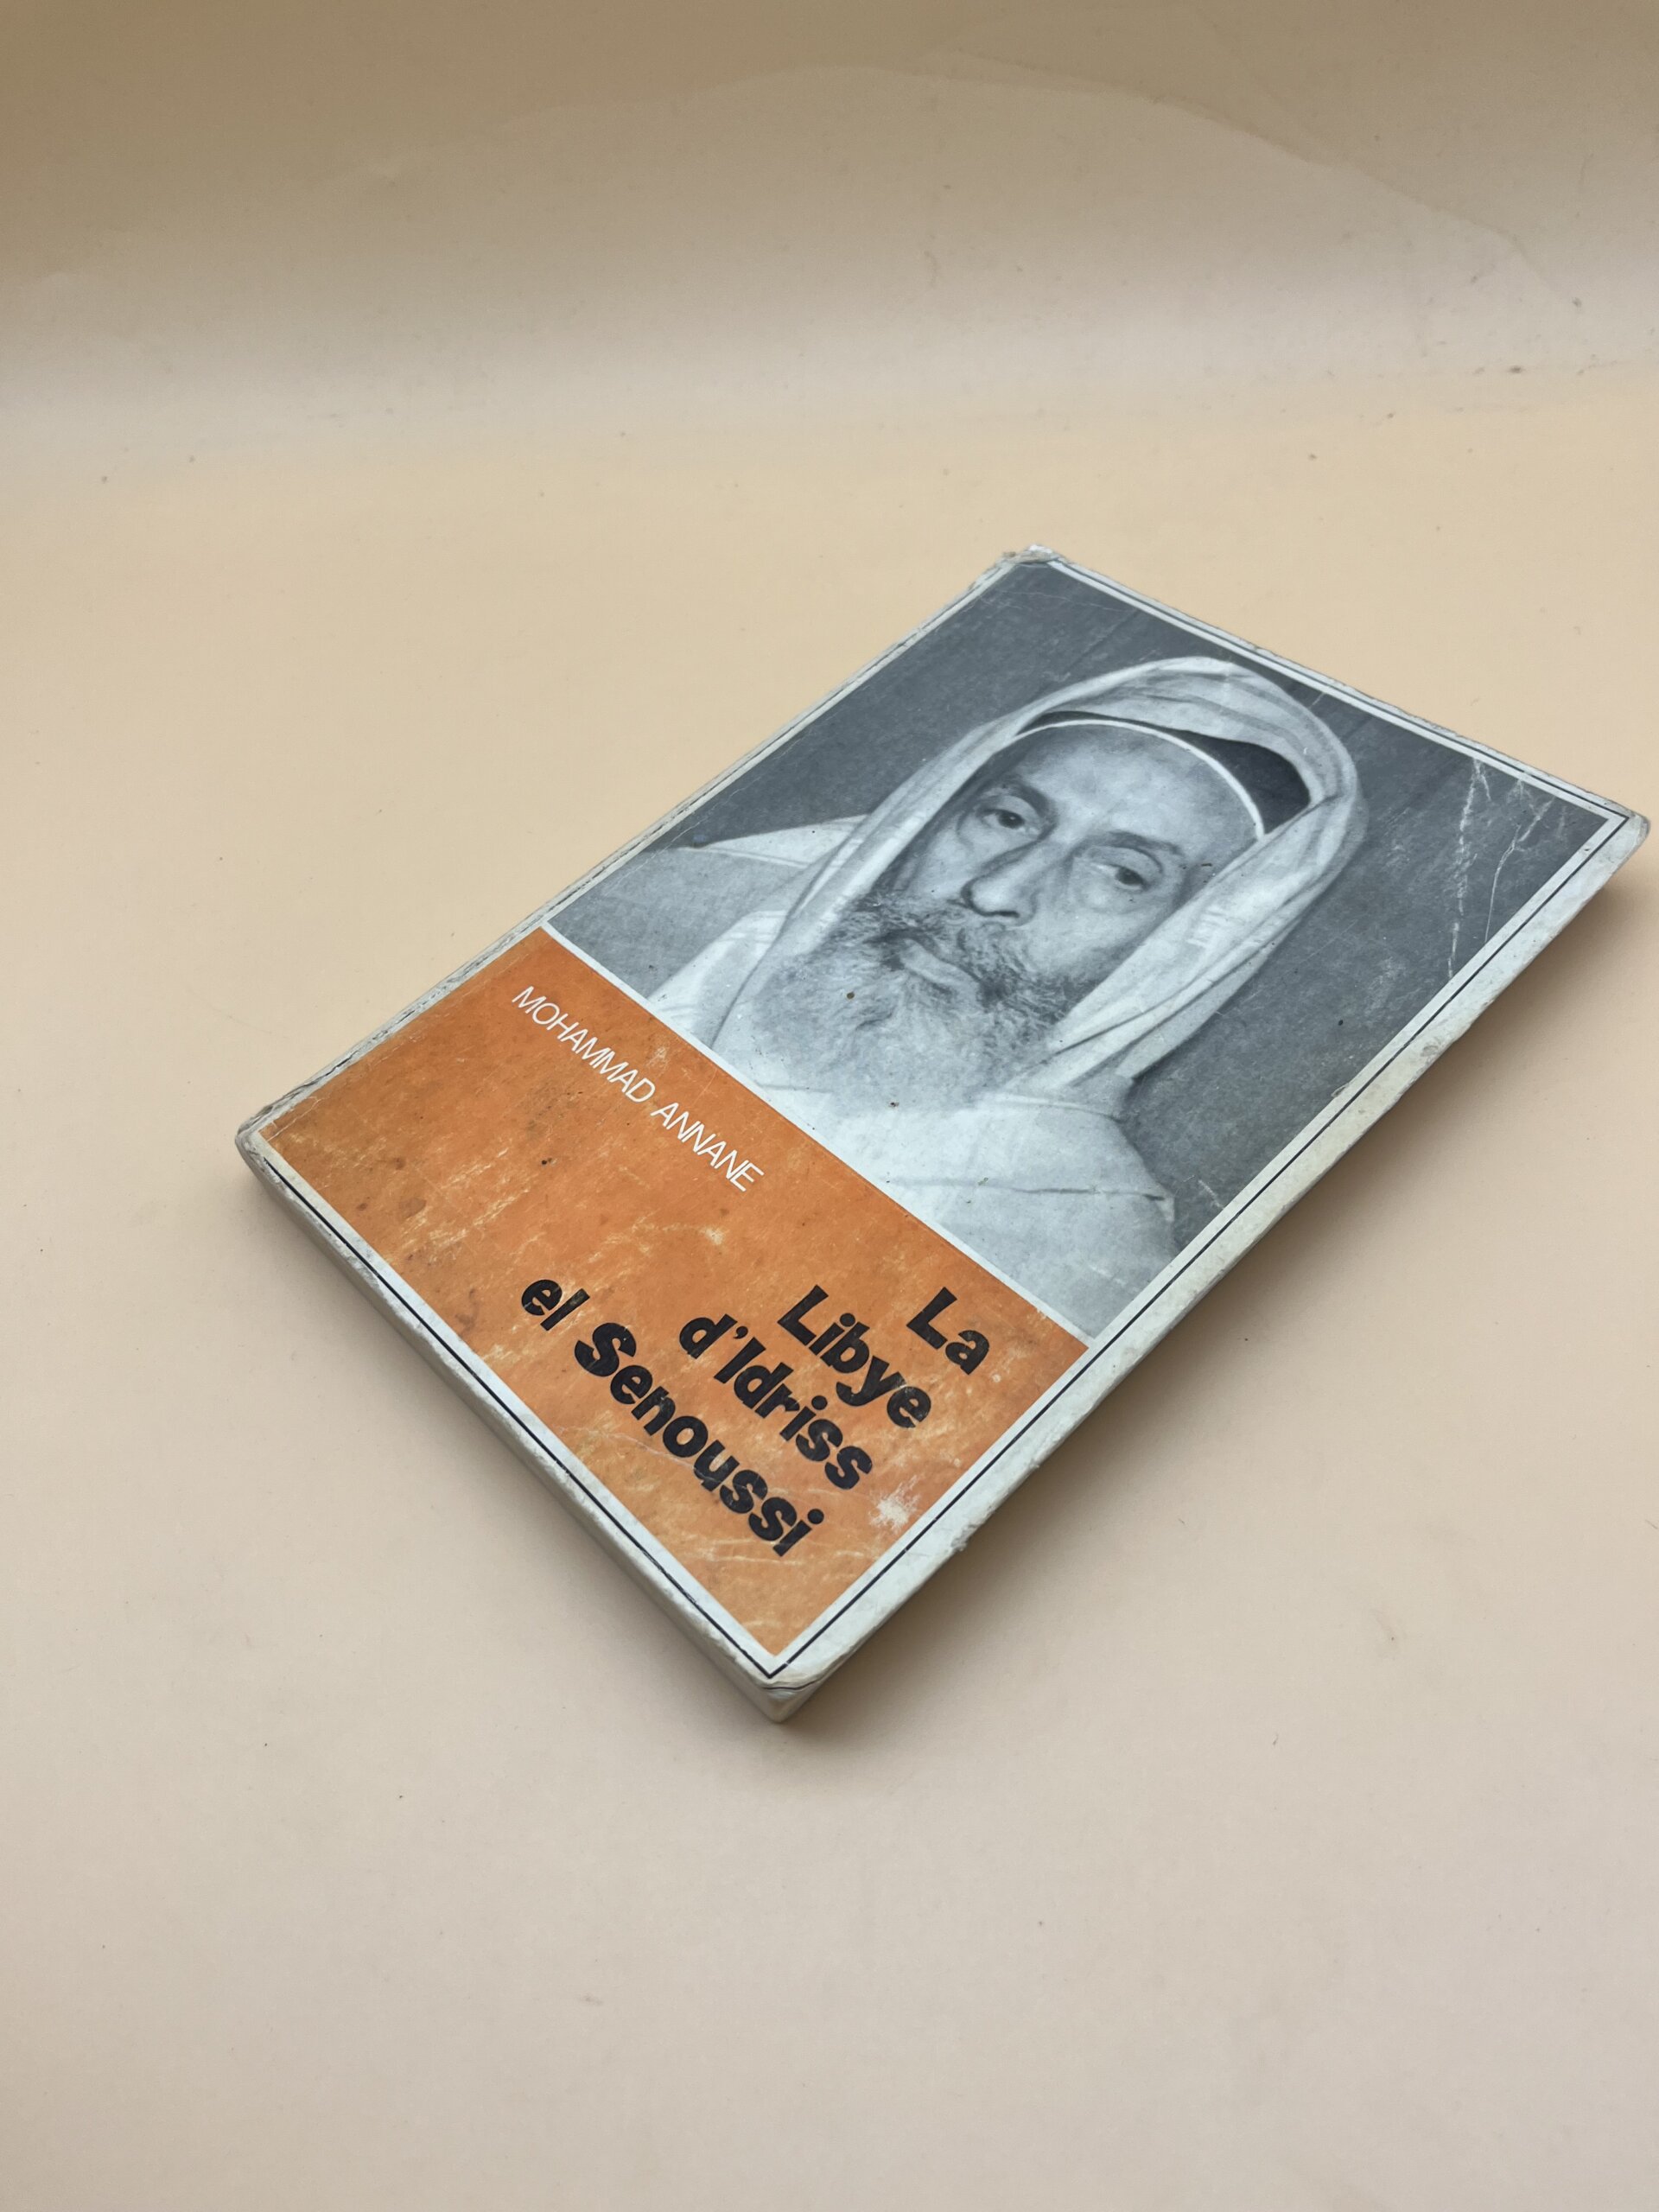 MOHAMMAD ANNANE
La
Libye
d'Idriss
el Senoussi